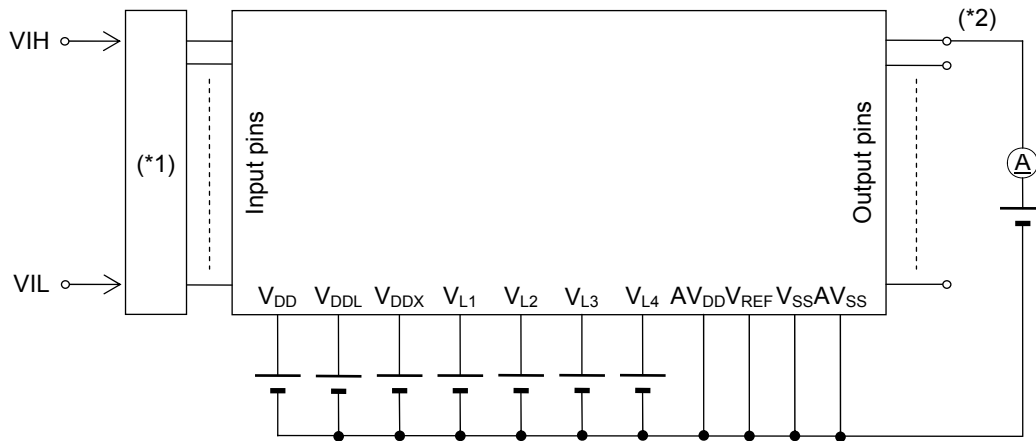 VIH
(*2)
(*1)
Input pins
Output pins
A
VIL
VDD VDDL VDDX VL1 VL2 VL3 VL4 AVDD VREF VSS AVSS